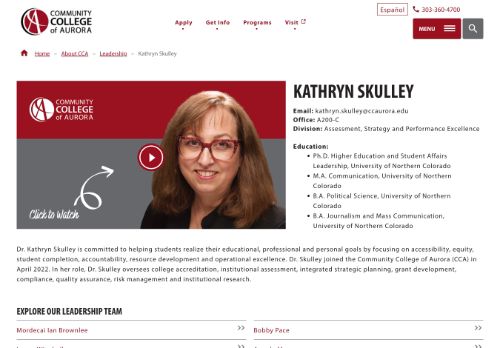 COMMUNITY
COLLEGE
of AURORA
Español
303-360-4700
Apply
Get Info
Programs
Visit
MENU
Home
About CCA
Leadership
Kathryn Skulley
COMMUNITY
COLLEGE
of AURORA
Click to Watch
KATHRYN SKULLEY
Email: kathryn.skulley@ccaurora.edu
Office: A200-C
Division: Assessment, Strategy and Performance Excellence
Education:
Ph.D. Higher Education and Student Affairs
Leadership, University of Northern Colorado
M.A. Communication, University of Northern
Colorado
B.A. Political Science, University of Northern
Colorado
B.A. Journalism and Mass Communication,
University of Northern Colorado
Dr. Kathryn Skulley is committed to helping students realize their educational, professional and personal goals by focusing on accessibility, equity,
student completion, accountability, resource development and operational excellence. Dr. Skulley joined the Community College of Aurora (CCA) in
April 2022. In her role, Dr. Skulley oversees college accreditation, institutional assessment, integrated strategic planning, grant development,
compliance, quality assurance, risk management and institutional research.
EXPLORE OUR LEADERSHIP TEAM
Mordecai Ian Brownlee
Bobby Pace